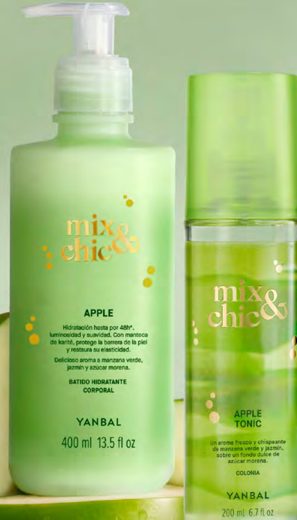 mix&
chic
APPLE
Hidratación hasta por 48h*,
luminosidad y suavidad. Con manteca
de karité, protege la barrera de la piel
y restaura su elasticidad.
Delicioso aroma a manzana verde,
jazmín y azúcar morena.
BATIDO HIDRATANTE
CORPORAL
YANBAL
400 ml 13.5 fl oz
mix&
chic
APPLE
TONIC
Un aroma fresco y chispeante
de manzana verde y jazmín,
sobre un fondo dulce de
azúcar morena.
COLONIA
YANBAL
200 ml 6.7 fl oz